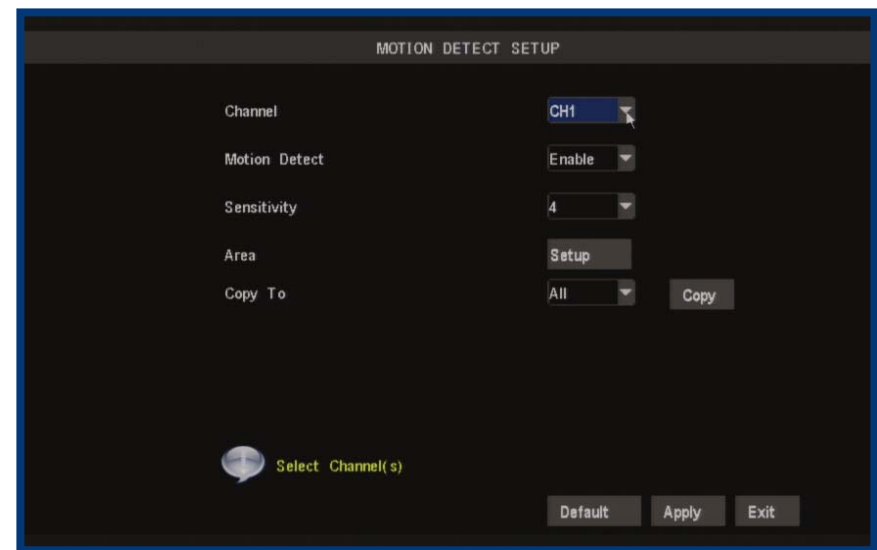 MOTION DETECT SETUP
Channel CH1
Motion Detect Enable
Sensitivity 4
Area Setup
Copy To All Copy
Select Channel(s)
Default Apply Exit